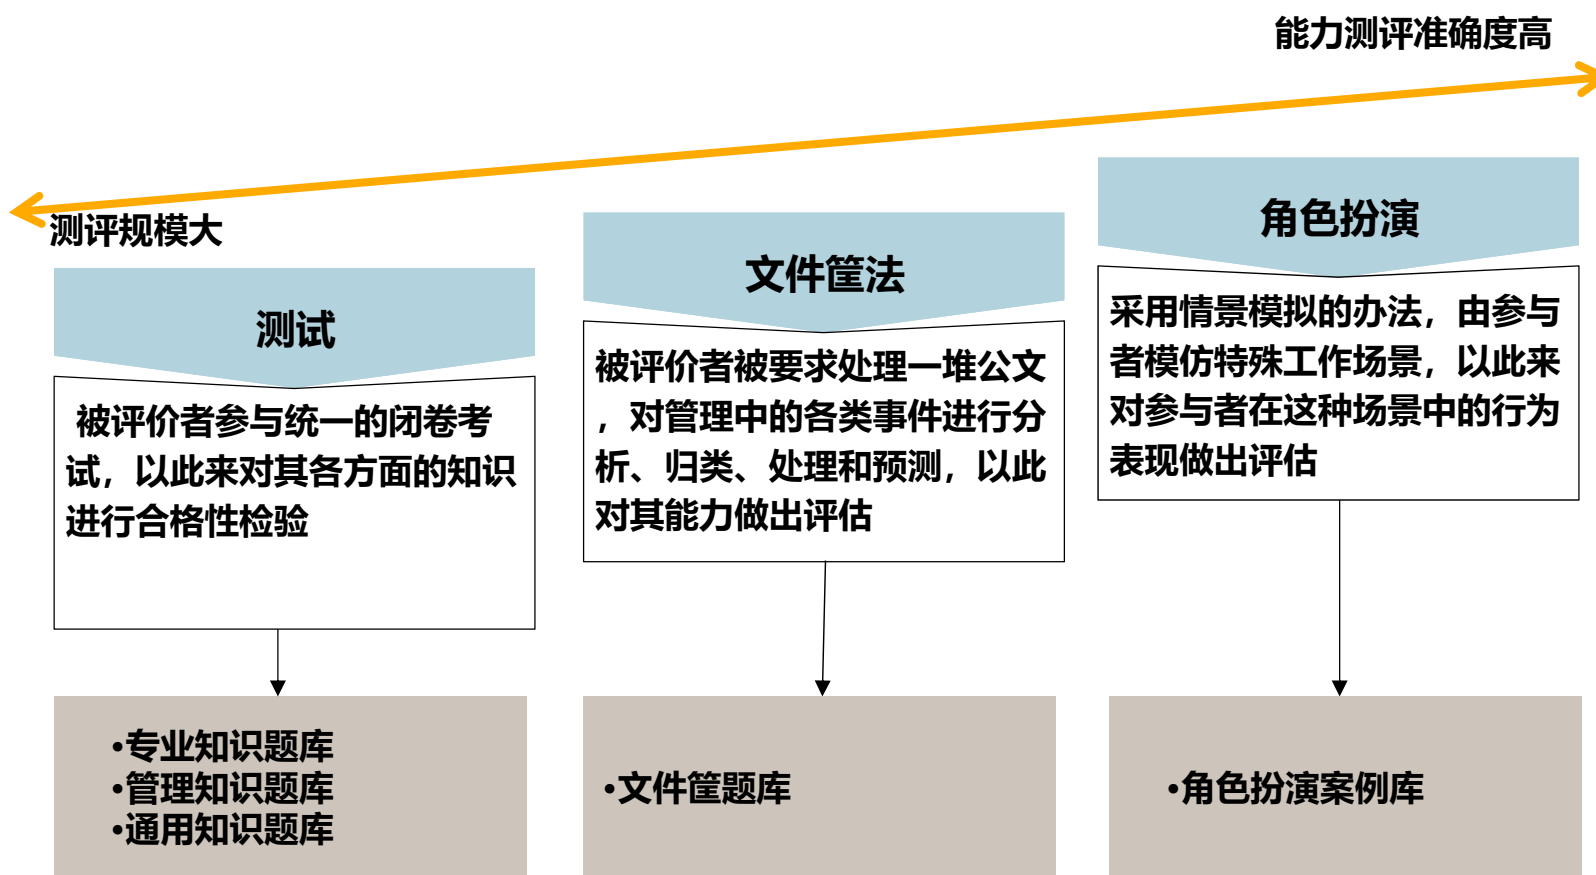 能力测评准确度高
测评规模大
测试
被评价者参与统一的闭卷考
试，以此来对其各方面的知识
进行合格性检验
•专业知识题库
•管理知识题库
•通用知识题库
文件筐法
被评价者被要求处理一堆公文
，对管理中的各类事件进行分
析、归类、处理和预测，以此
对其能力做出评估
•文件筐题库
角色扮演
采用情景模拟的办法，由参与
者模仿特殊工作场景，以此来
对参与者在这种场景中的行为
表现做出评估
•角色扮演案例库